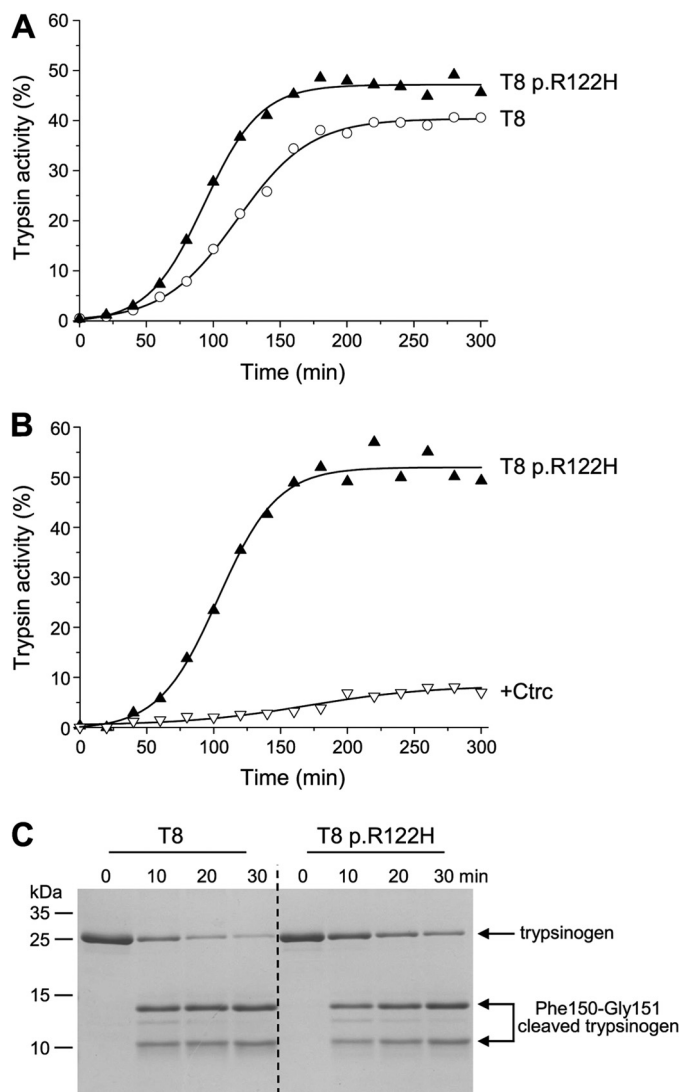 A
60
50
40
30
20
10
0
Trypsin activity (%)
T8 p.R122H
T8
0 50 100 150 200 250 300
Time (min)
B
60
50
40
30
20
10
0
Trypsin activity (%)
T8 p.R122H
+Ctrc
0 50 100 150 200 250 300
Time (min)
C
T8 T8 p.R122H
0 10 20 30 0 10 20 30 min
kDa
35
25
15
10
trypsinogen
Phe150-Gly151
cleaved trypsinogen